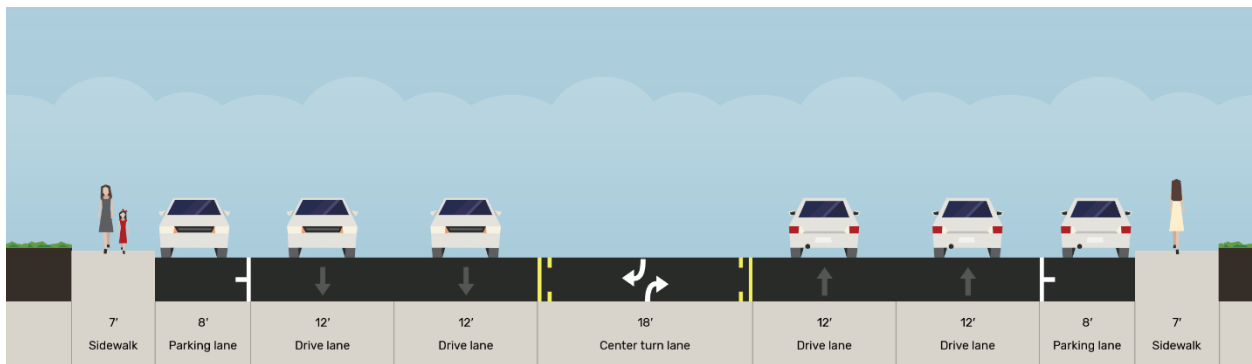 7′
Sidewalk
8′
Parking lane
12′
Drive lane
12′
Drive lane
18′
Center turn lane
12′
Drive lane
12′
Drive lane
8′
Parking lane
7′
Sidewalk